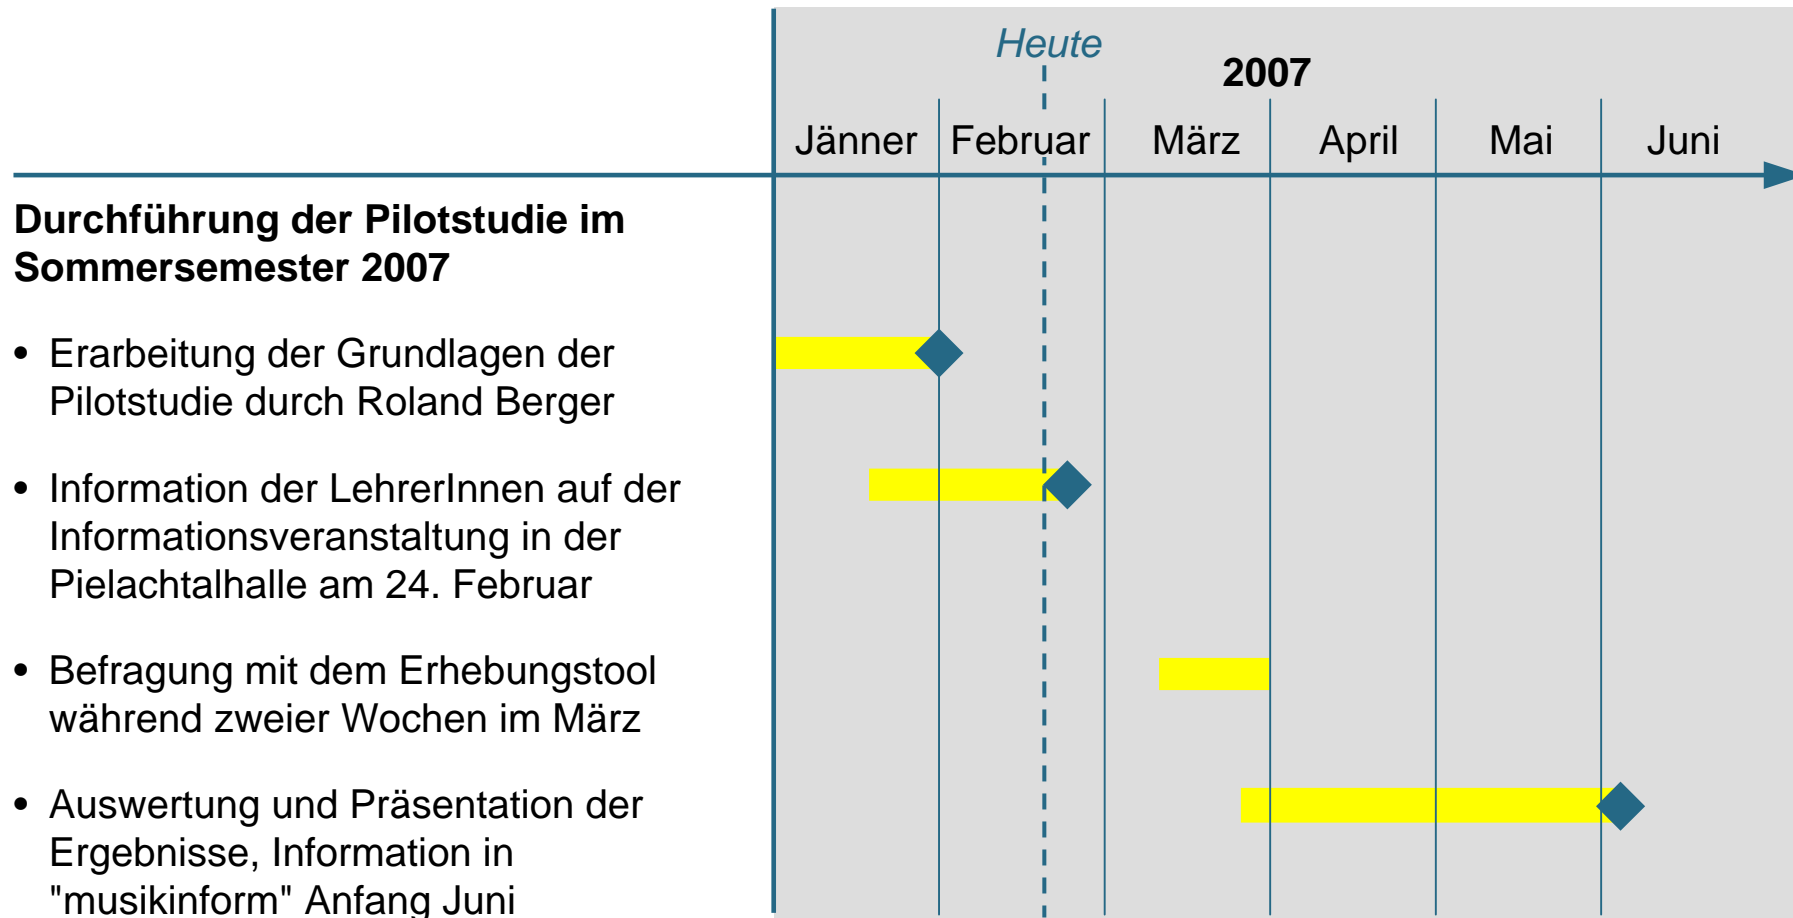 Heute
2007
Jänner Februar März April Mai Juni
Durchführung der Pilotstudie im
Sommersemester 2007
• Erarbeitung der Grundlagen der
Pilotstudie durch Roland Berger
• Information der LehrerInnen auf der
Informationsveranstaltung in der
Pielachtalhalle am 24. Februar
• Befragung mit dem Erhebungstool
während zweier Wochen im März
• Auswertung und Präsentation der
Ergebnisse, Information in
"musikinform" Anfang Juni